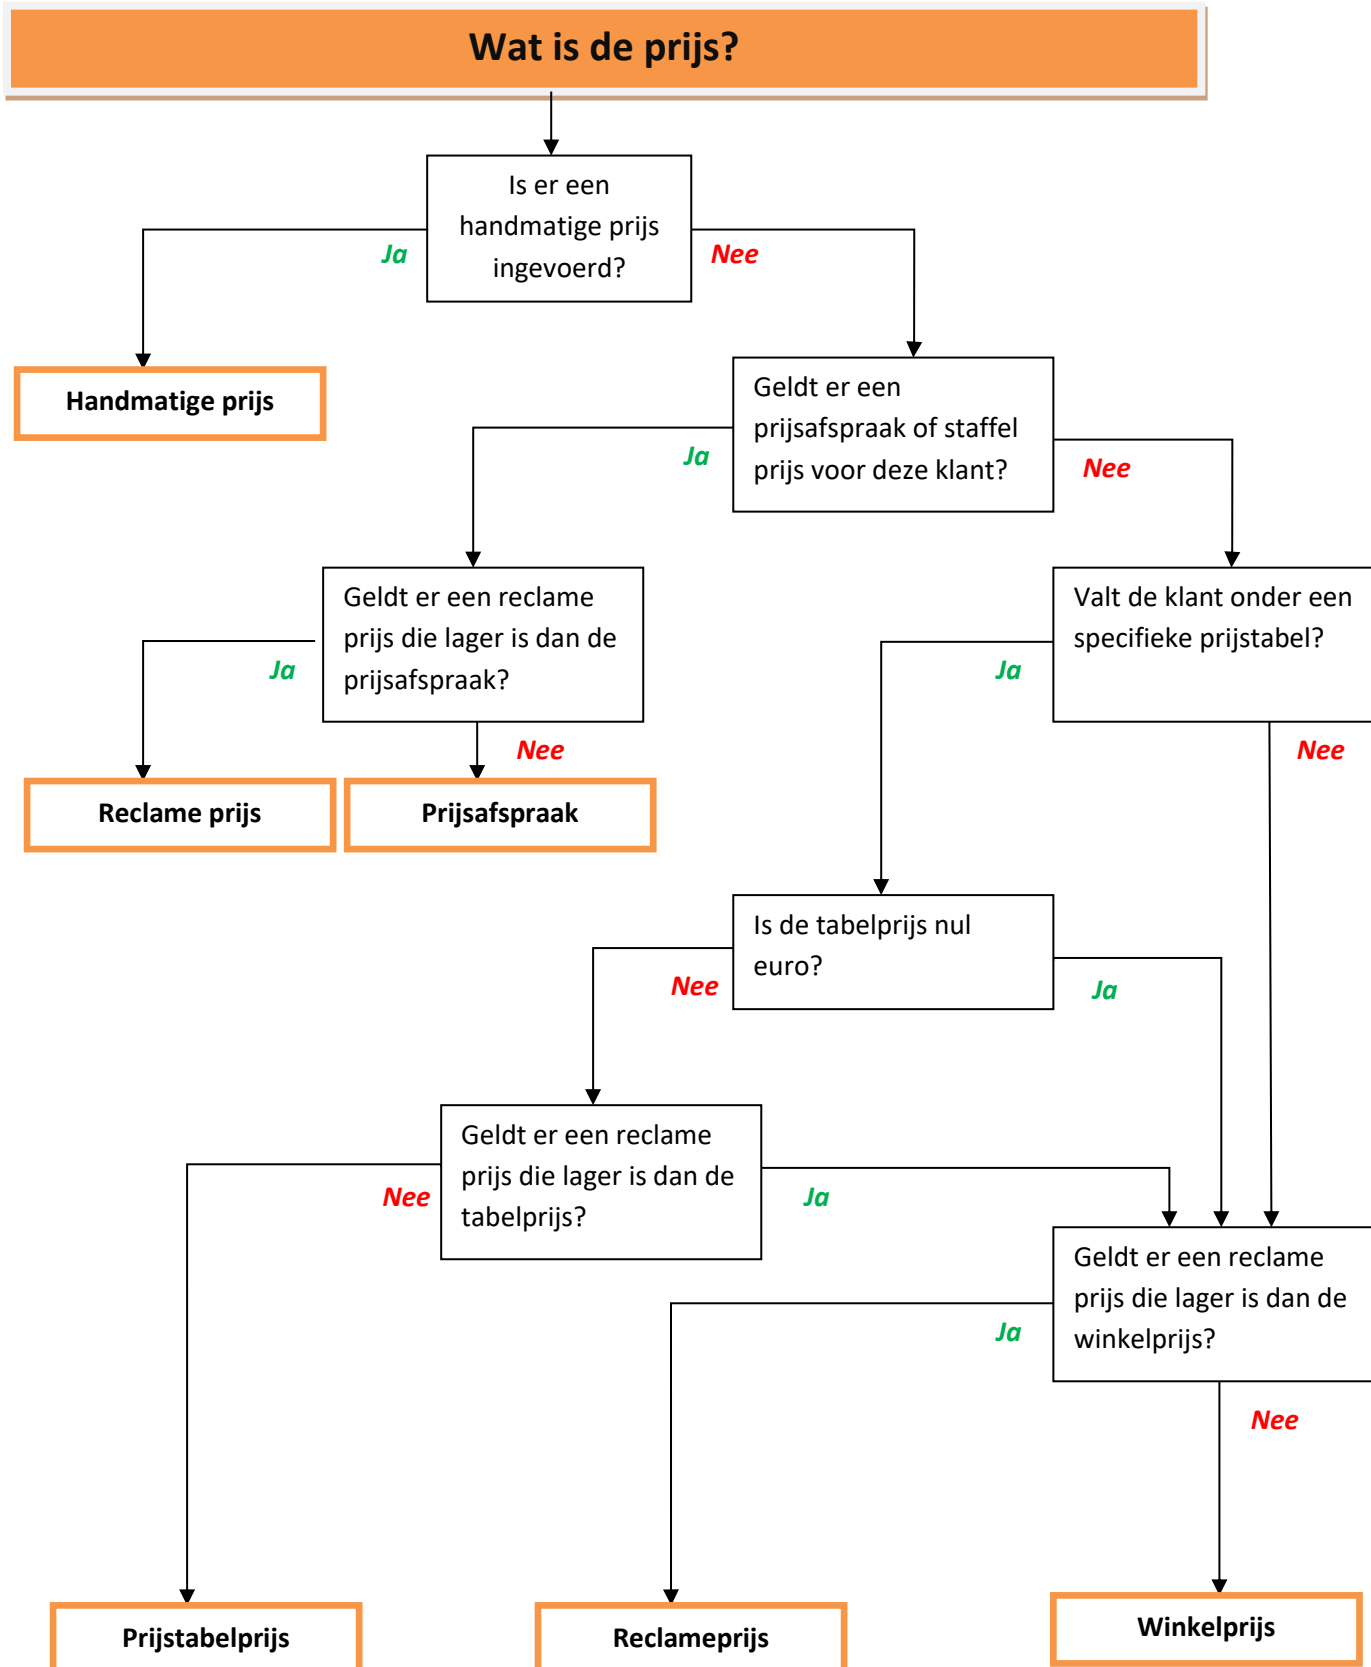 Wat is de prijs?
Is er een
handmatige prijs
ingevoerd?
Ja
Nee
Handmatige prijs
Geldt er een
prijsafspraak of staffel
prijs voor deze klant?
Ja
Nee
Geldt er een reclame
prijs die lager is dan de
prijsafspraak?
Ja
Nee
Valt de klant onder een
specifieke prijstabel?
Ja
Nee
Reclame prijs
Prijsafspraak
Is de tabelprijs nul
euro?
Nee
Ja
Geldt er een reclame
prijs die lager is dan de
tabelprijs?
Nee
Ja
Geldt er een reclame
prijs die lager is dan de
winkelprijs?
Ja
Nee
Prijstabelprijs
Reclameprijs
Winkelprijs